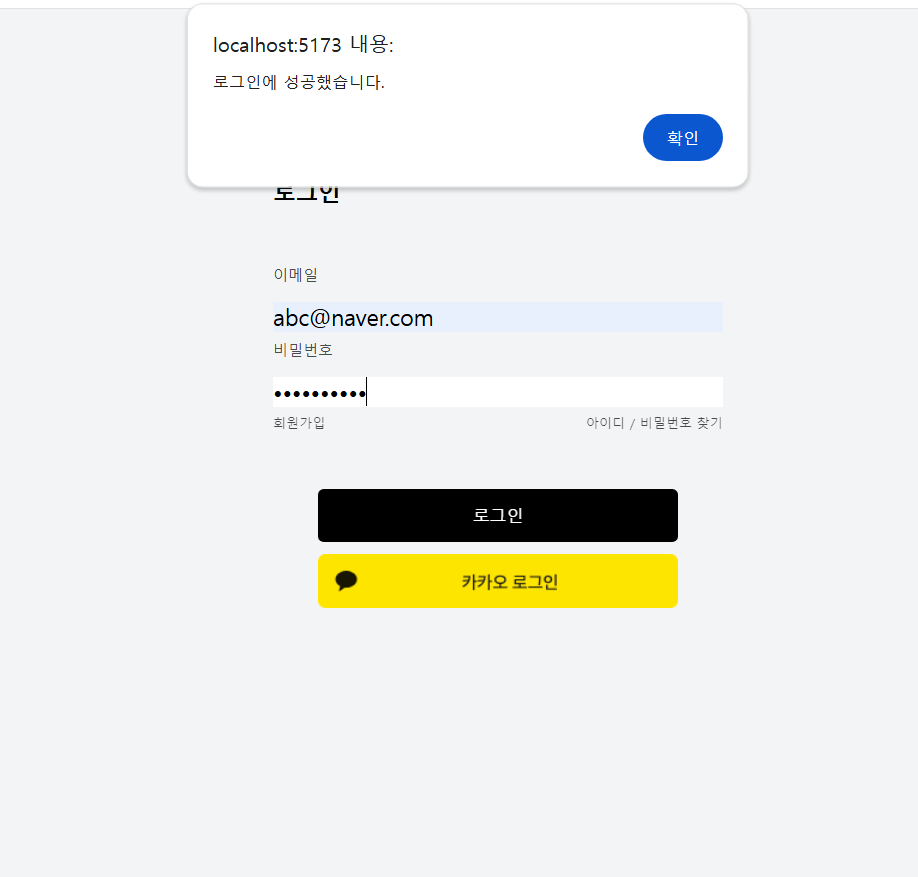 localhost:5173 내용:
로그인에 성공했습니다.
확인
로그인
이메일
abc@naver.com
비밀번호
••••••••••
회원가입
아이디 / 비밀번호 찾기
로그인
카카오 로그인